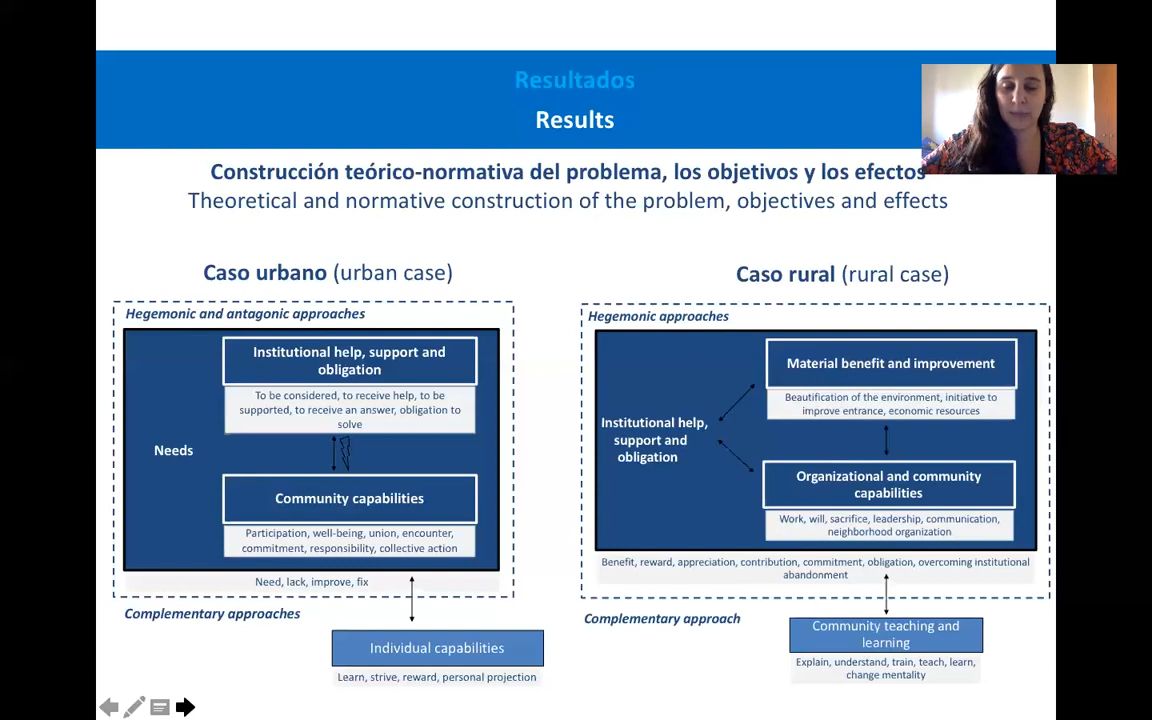 Resultados
Results
Construcción teórico-normativa del problema, los objetivos y los efectos
Theoretical and normative construction of the problem, objectives and effects
Caso urbano (urban case)
Hegemonic and antagonic approaches
Institutional help, support and
obligation
To be considered, to receive help, to be
supported, to receive an answer, obligation to
solve
Needs
Community capabilities
Participation, well-being, union, encounter,
commitment, responsibility, collective action
Need, lack, improve, fix
Complementary approaches
Individual capabilities
Learn, strive, reward, personal projection
Caso rural (rural case)
Hegemonic approaches
Material benefit and improvement
Beautification of the environment, initiative to
improve entrance, economic resources
Institutional help,
support and
obligation
Organizational and community
capabilities
Work, will, sacrifice, leadership, communication,
neighborhood organization
Benefit, reward, appreciation, contribution, commitment, obligation, overcoming institutional
abandonment
Complementary approach
Community teaching and
learning
Explain, understand, train, teach, learn,
change mentality